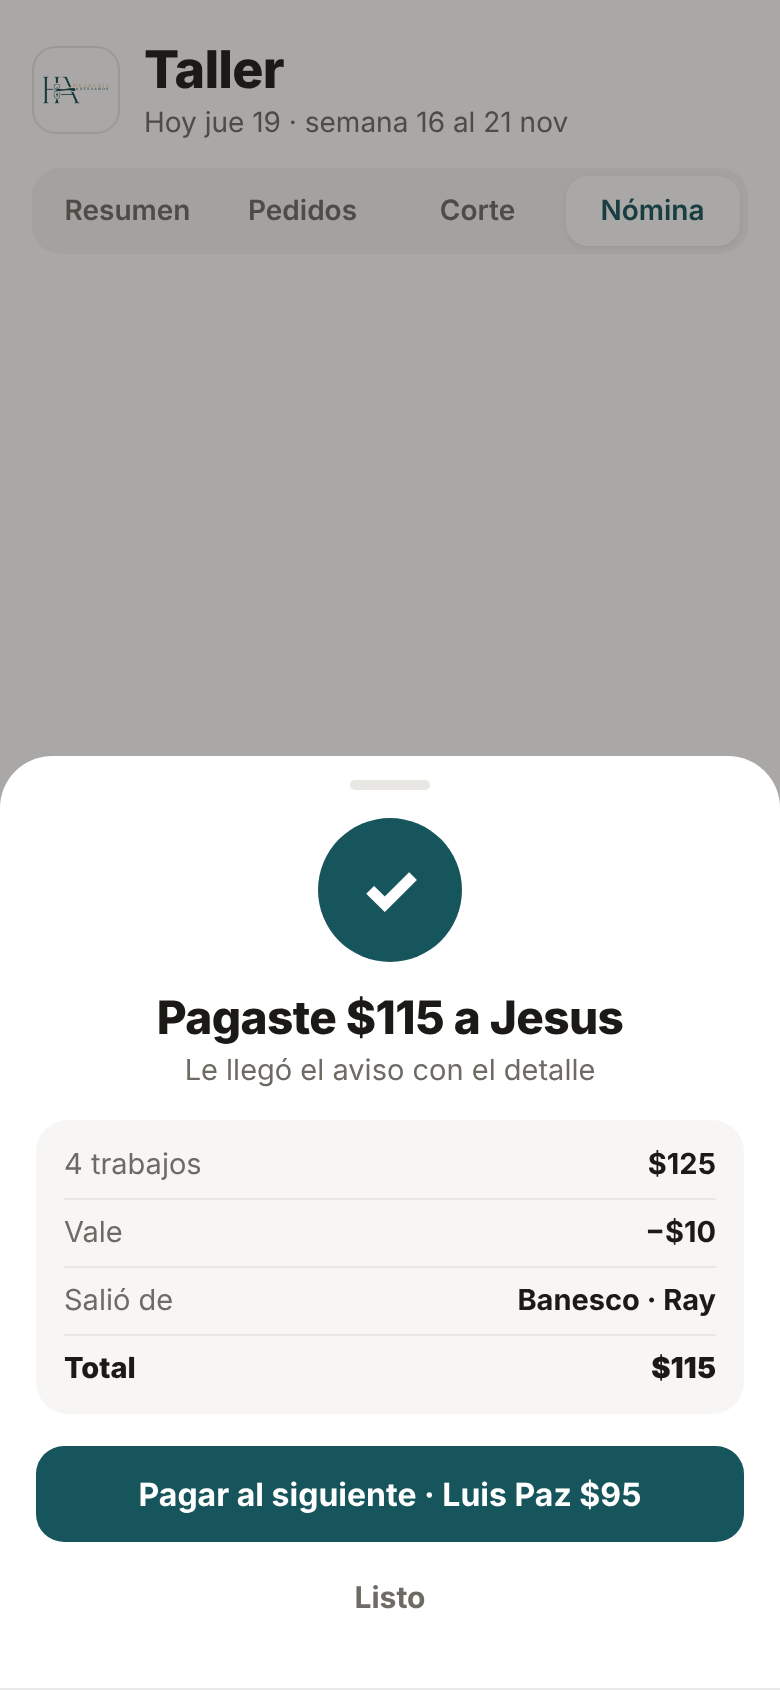 HA
Taller
Hoy jue 19 · semana 16 al 21 nov
Resumen Pedidos Corte Nómina
Pagaste $115 a Jesus
Le llegó el aviso con el detalle
4 trabajos $125
Vale −$10
Salió de Banesco · Ray
Total $115
Pagar al siguiente · Luis Paz $95
Listo